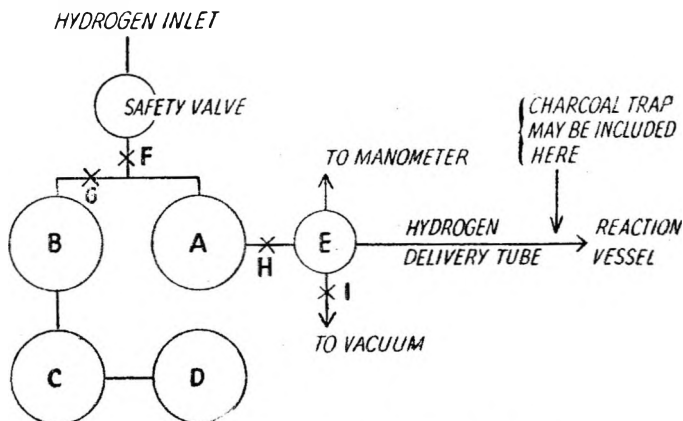 HYDROGEN INLET
SAFETY VALVE
F
G
B
A
H
E
I
TO MANOMETER
TO VACUUM
HYDROGEN
DELIVERY TUBE
CHARCOAL TRAP
MAY BE INCLUDED
HERE
REACTION
VESSEL
C
D